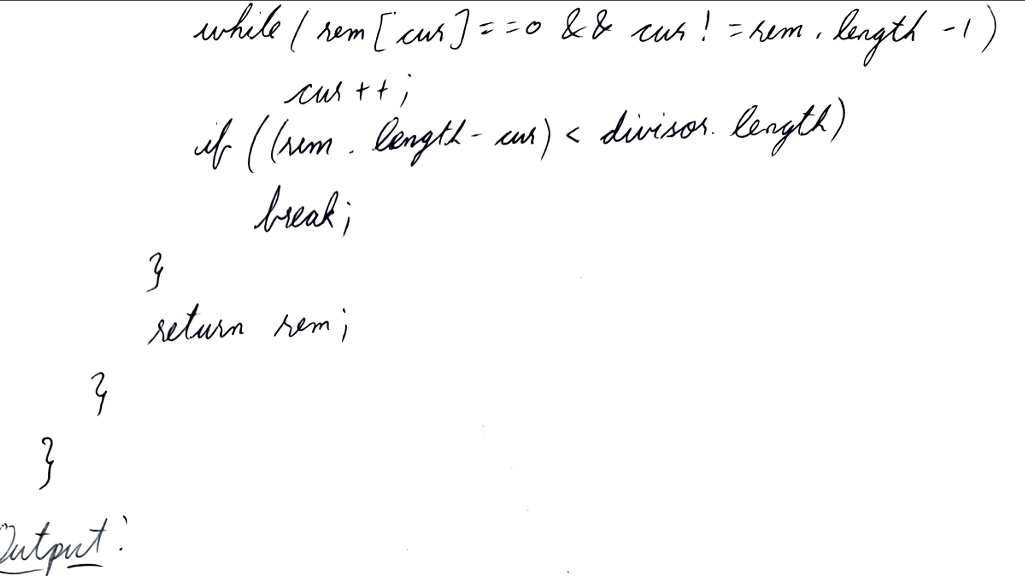 while ( rem [ cur ] = = 0 && cur ! = rem . length - 1 )
cur + + ;
if ( ( rem . length - cur ) < divisor . length )
break ;
}
return rem ;
}
}
Output :